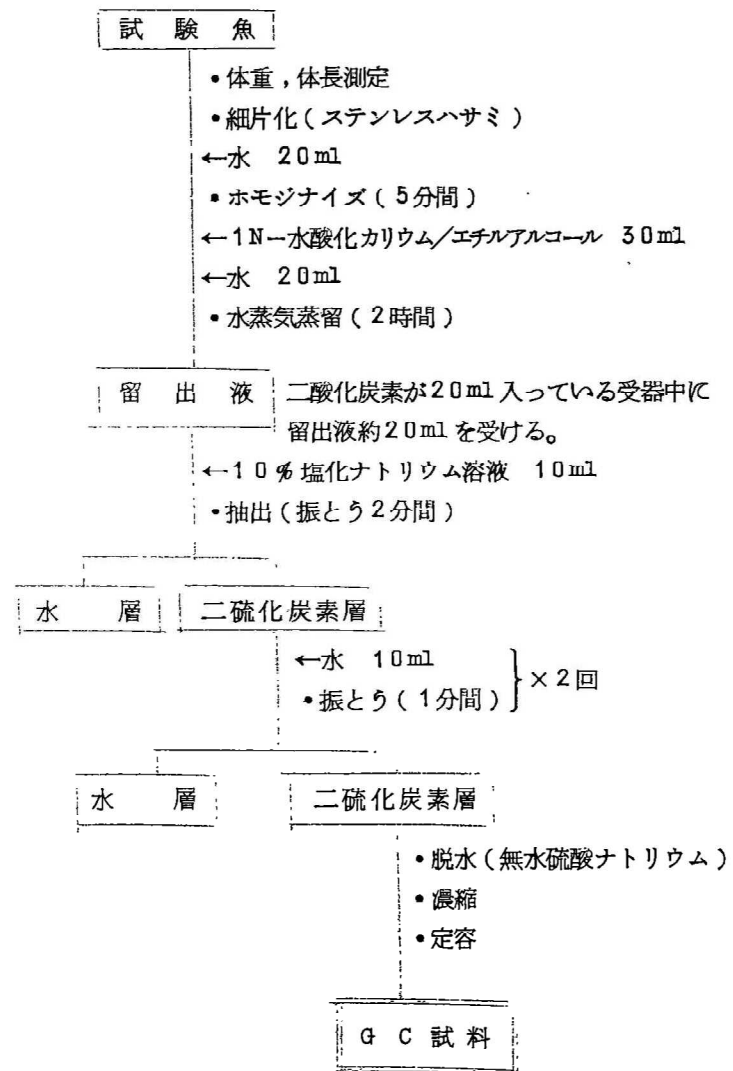 試験魚
•体重，体長測定
•細片化（ステンレスハサミ）
←水 20ml
•ホモジナイズ（5分間）
←1N－水酸化カリウム／エチルアルコール 30ml
←水 20ml
•水蒸気蒸留（2時間）
留出液 二酸化炭素が20ml入っている受器中に
留出液約20mlを受ける。
←10%塩化ナトリウム溶液 10ml
•抽出（振とう2分間）
水層 二硫化炭素層
←水 10ml
•振とう（1分間） ×2回
水層 二硫化炭素層
•脱水（無水硫酸ナトリウム）
•濃縮
•定容
GC試料